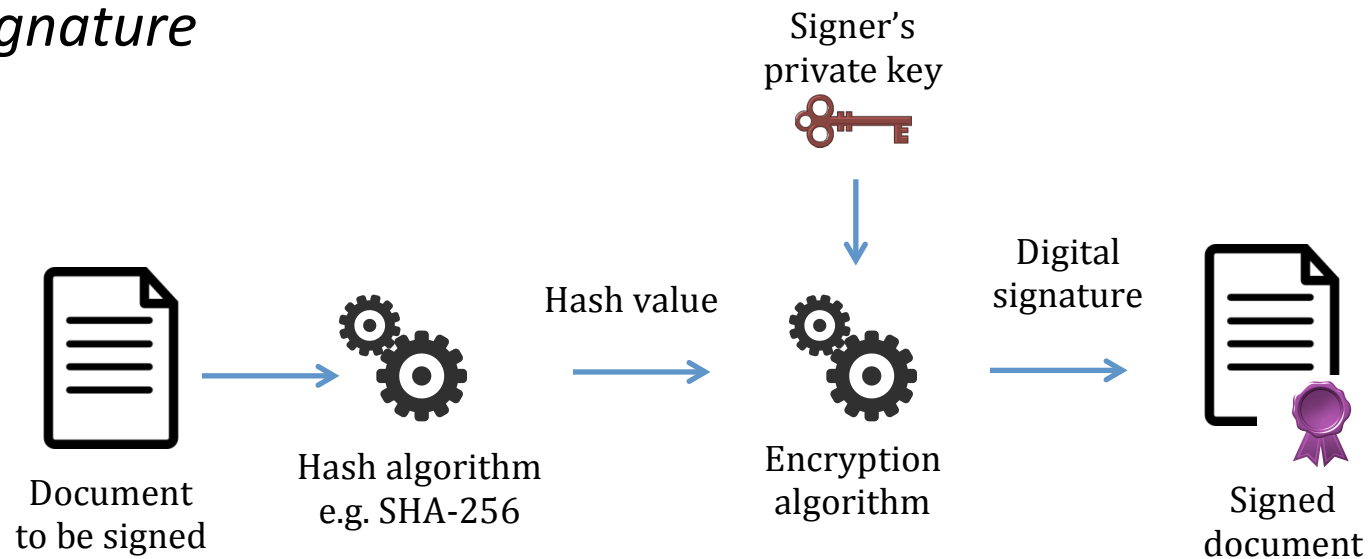 gnature
Signer’s
private key
Document
to be signed
Hash algorithm
e.g. SHA-256
Hash value
Encryption
algorithm
Digital
signature
Signed
document